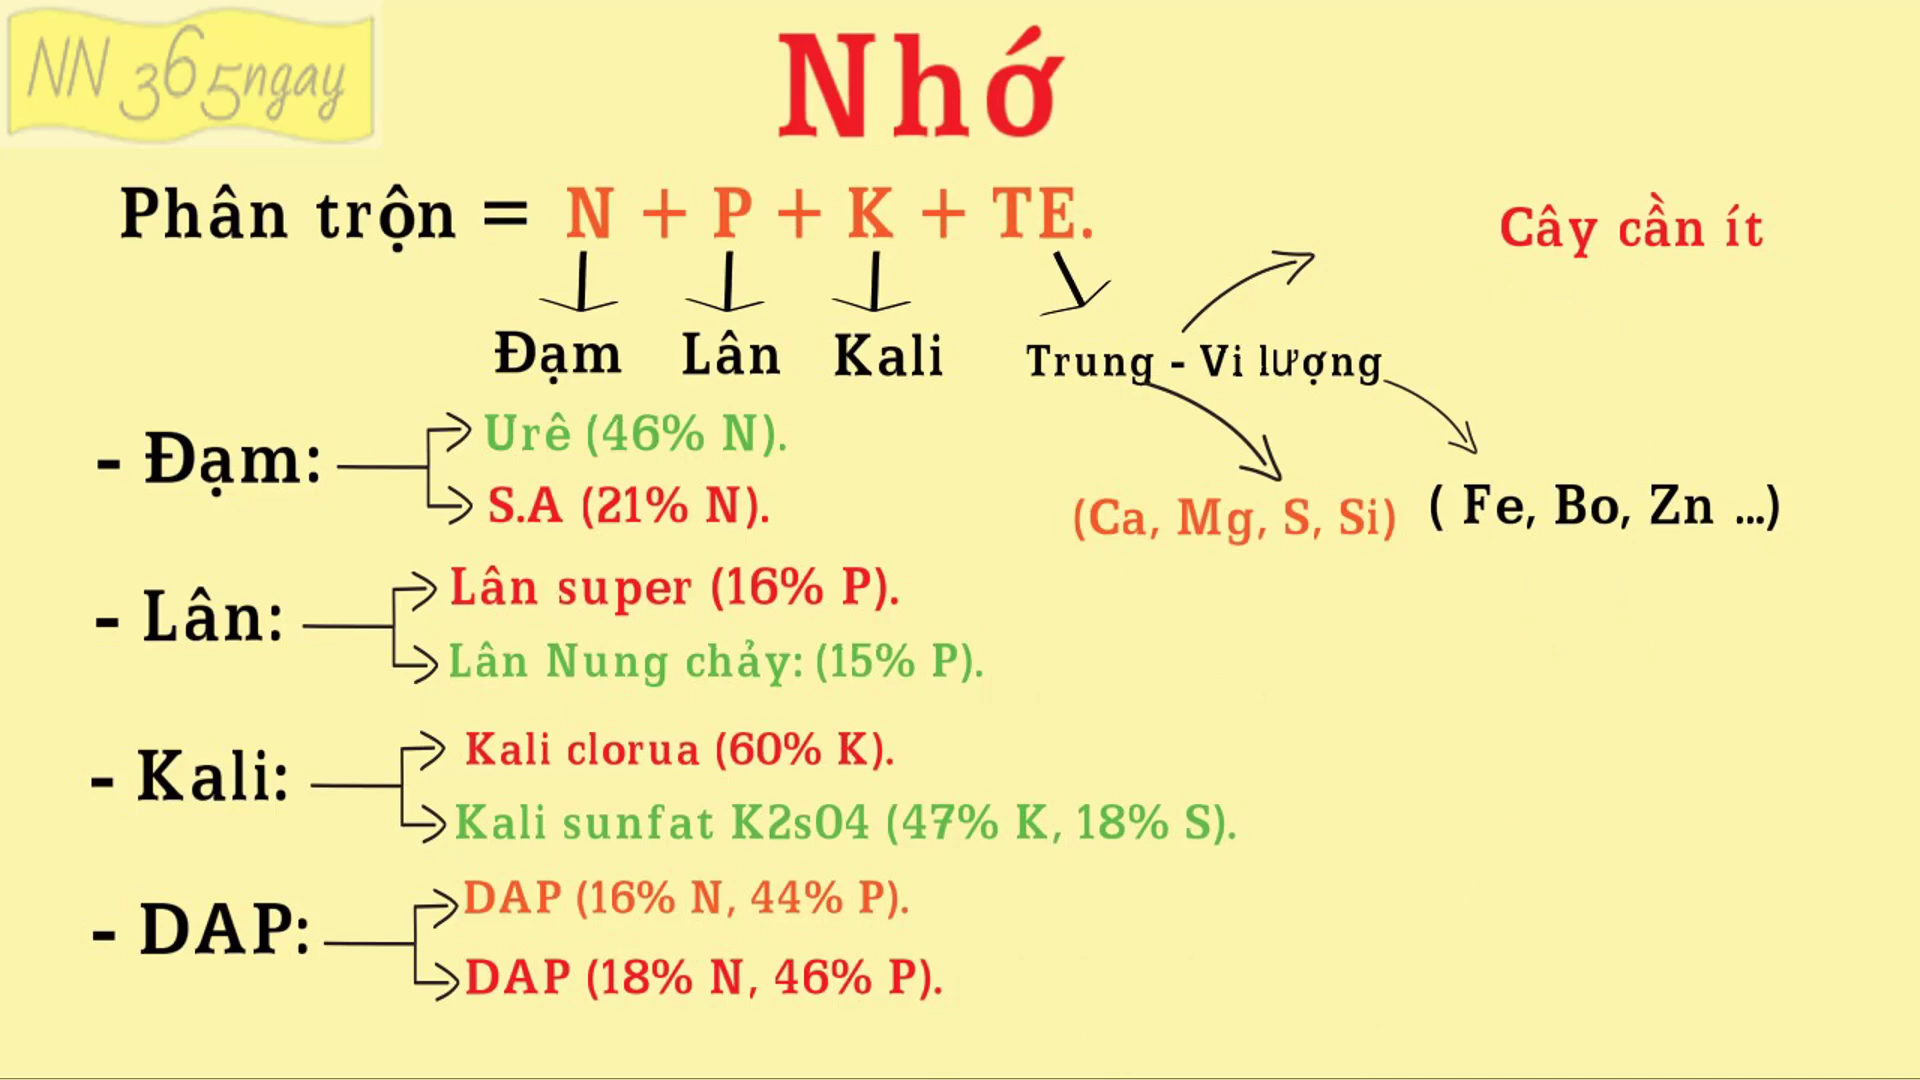 NN 365ngay
Nhớ
Phân trộn = N + P + K + TE.
Cây cần ít
Đạm Lân Kali Trung - Vi lượng
- Đạm:
Urê (46% N).
S.A (21% N).
(Ca, Mg, S, Si) ( Fe, Bo, Zn ...)
- Lân:
Lân super (16% P).
Lân Nung chảy: (15% P).
- Kali:
Kali clorua (60% K).
Kali sunfat K2s04 (47% K, 18% S).
- DAP:
DAP (16% N, 44% P).
DAP (18% N, 46% P).